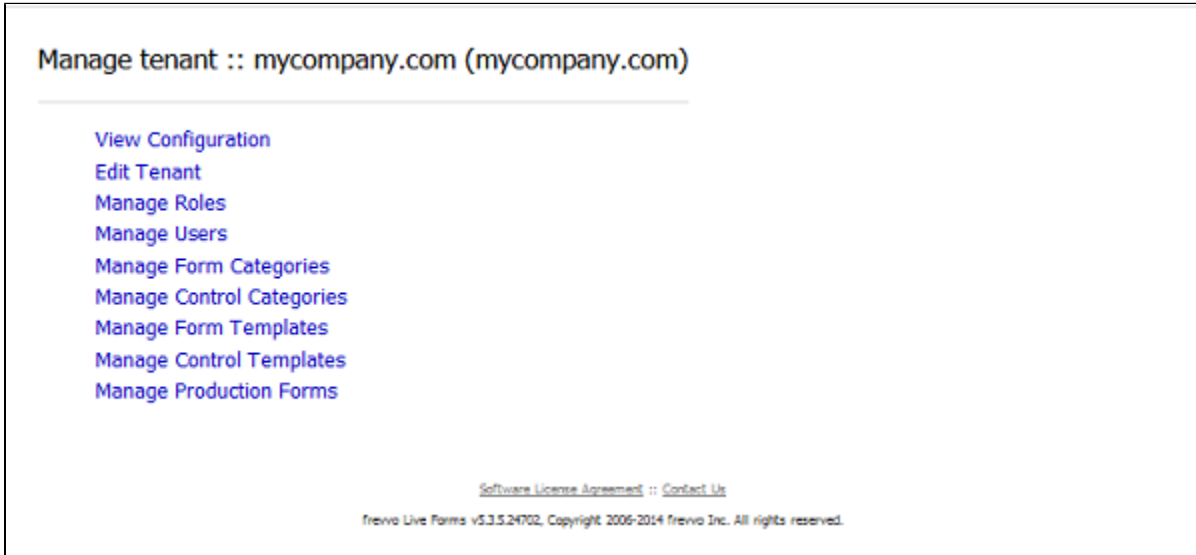 Manage tenant :: mycompany.com (mycompany.com)
View Configuration
Edit Tenant
Manage Roles
Manage Users
Manage Form Categories
Manage Control Categories
Manage Form Templates
Manage Control Templates
Manage Production Forms
Software License Agreement :: Contact Us
frevvo Live Forms v5.3.5.24702, Copyright 2006-2014 frevvo Inc. All rights reserved.